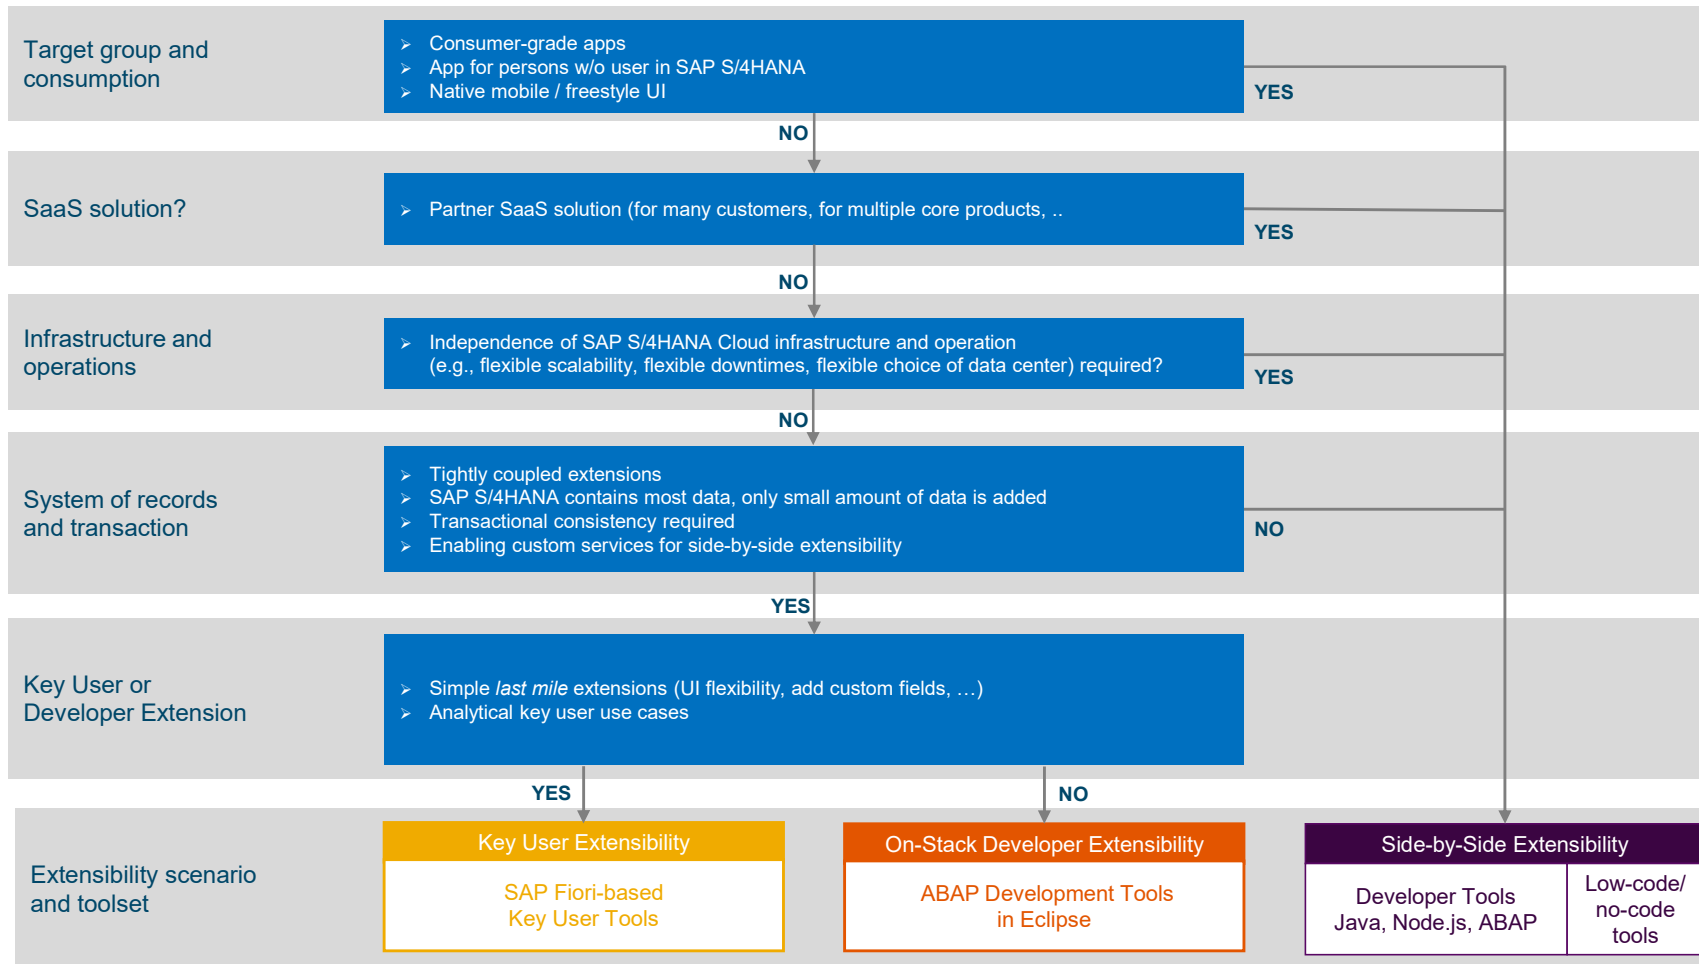 Target group and
consumption
➢ Consumer-grade apps
➢ App for persons w/o user in SAP S/4HANA
➢ Native mobile / freestyle UI
YES
NO
SaaS solution?
➢ Partner SaaS solution (for many customers, for multiple core products, ..
YES
NO
Infrastructure and
operations
➢ Independence of SAP S/4HANA Cloud infrastructure and operation
(e.g., flexible scalability, flexible downtimes, flexible choice of data center) required?
YES
NO
System of records
and transaction
➢ Tightly coupled extensions
➢ SAP S/4HANA contains most data, only small amount of data is added
➢ Transactional consistency required
➢ Enabling custom services for side-by-side extensibility
NO
YES
Key User or
Developer Extension
➢ Simple last mile extensions (UI flexibility, add custom fields, …)
➢ Analytical key user use cases
YES
NO
Extensibility scenario
and toolset
Key User Extensibility
SAP Fiori-based
Key User Tools
On-Stack Developer Extensibility
ABAP Development Tools
in Eclipse
Side-by-Side Extensibility
Developer Tools
Java, Node.js, ABAP
Low-code/
no-code
tools